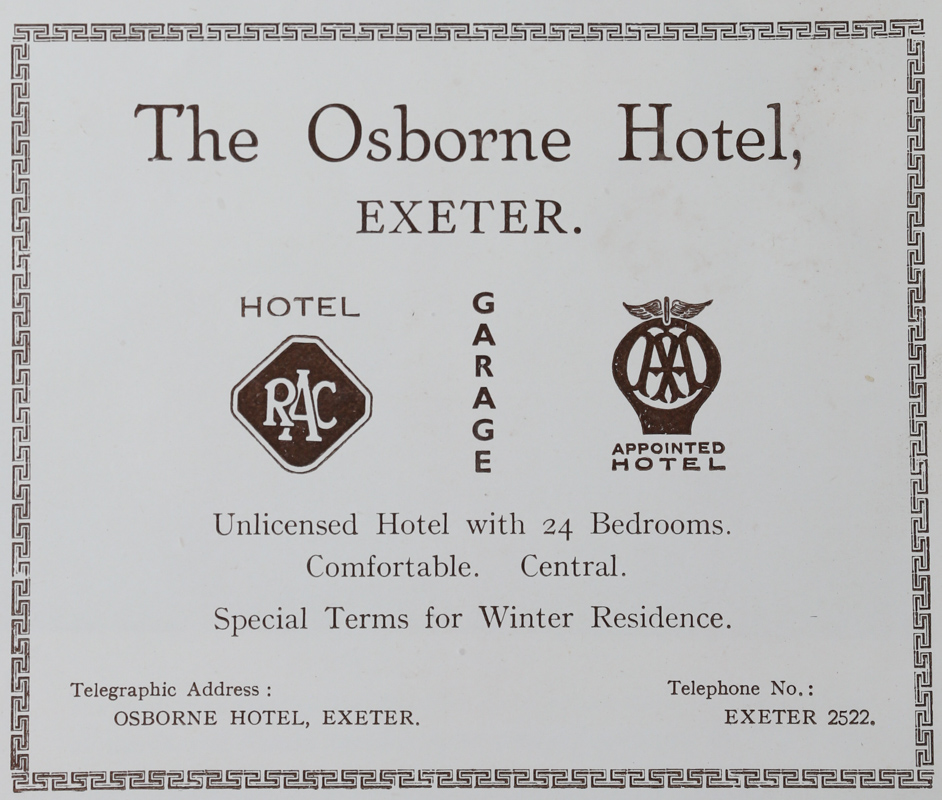 The Osborne Hotel,
EXETER.
HOTEL
RAC
GARAGE
AA
APPOINTED
HOTEL
Unlicensed Hotel with 24 Bedrooms.
Comfortable. Central.
Special Terms for Winter Residence.
Telegraphic Address :
OSBORNE HOTEL, EXETER.
Telephone No. :
EXETER 2522.